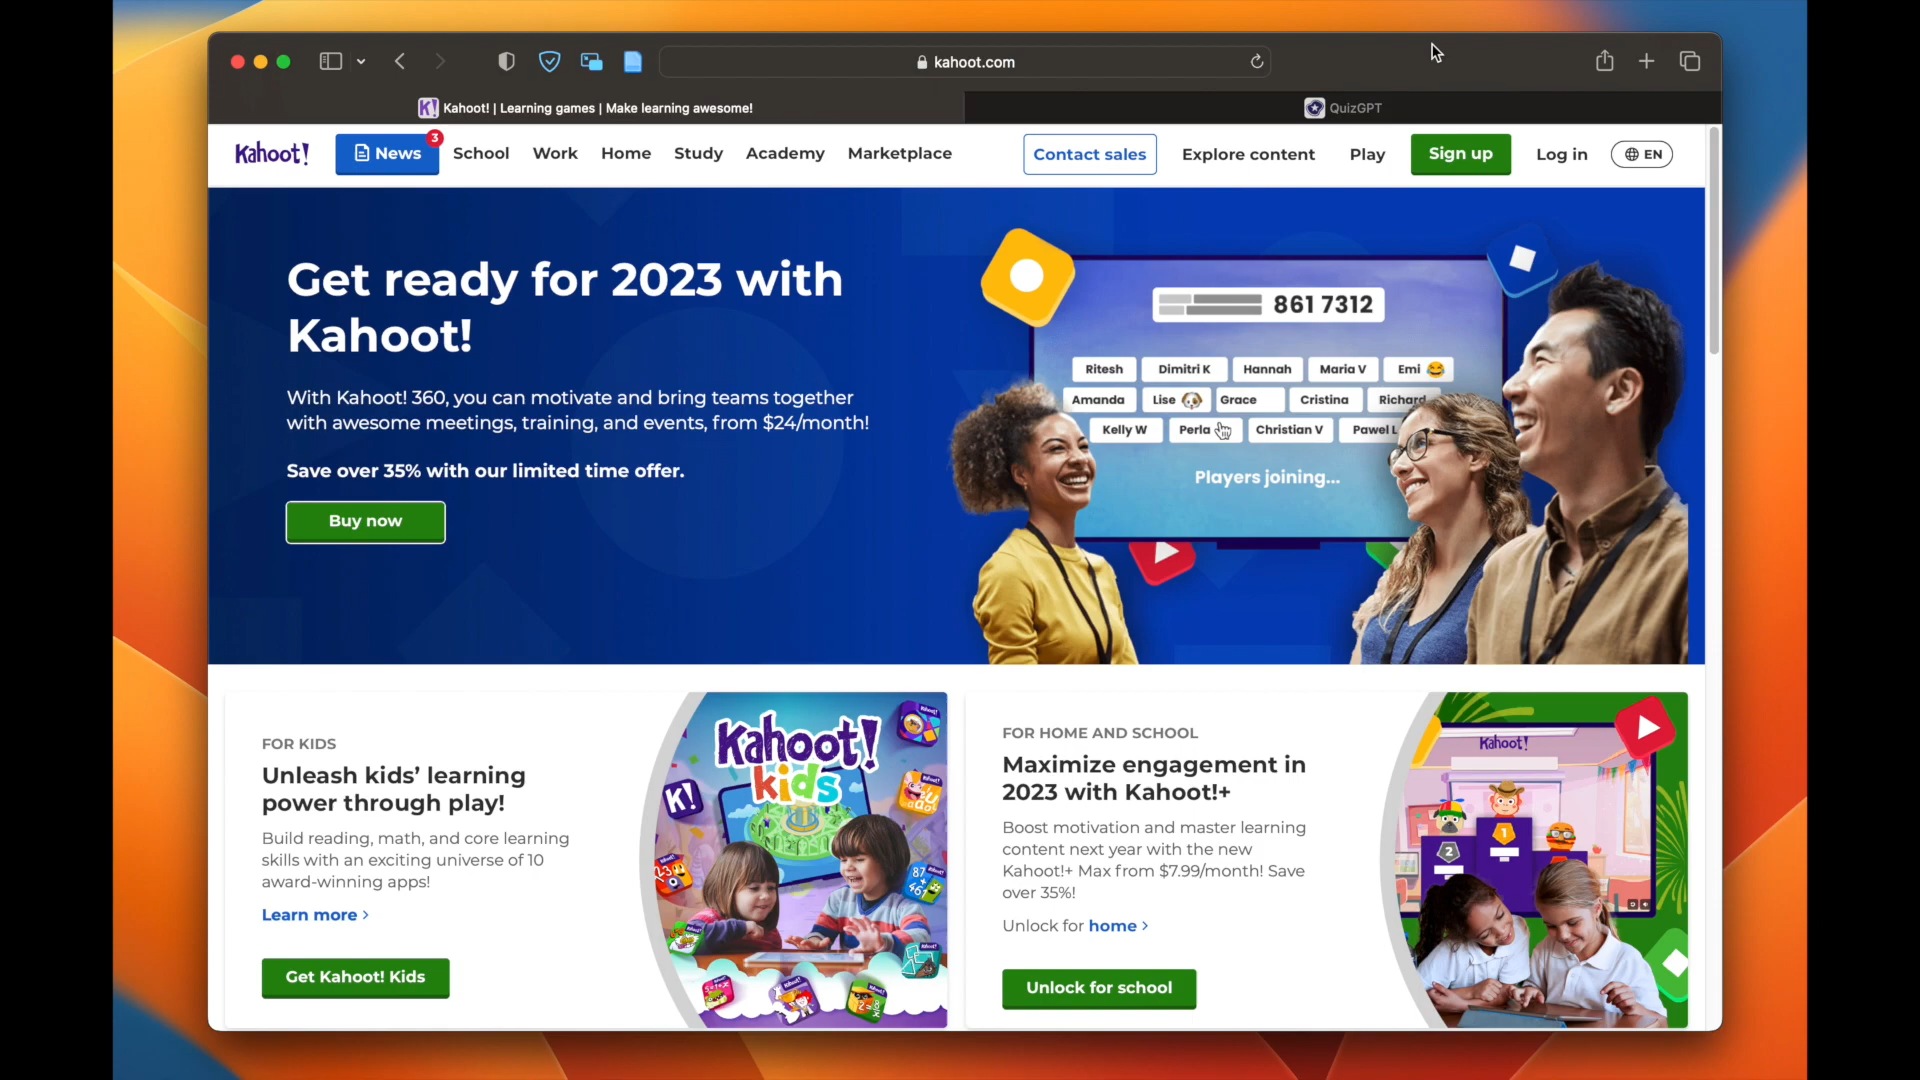 kahoot.com
Kahoot! | Learning games | Make learning awesome!
QuizGPT
Kahoot!
News
3
School
Work
Home
Study
Academy
Marketplace
Contact sales
Explore content
Play
Sign up
Log in
EN
Get ready for 2023 with
Kahoot!
With Kahoot! 360, you can motivate and bring teams together
with awesome meetings, training, and events, from $24/month!
Save over 35% with our limited time offer.
Buy now
861 7312
Ritesh
Dimitri K
Hannah
Maria V
Emi 😂
Amanda
Lise 🐶
Grace
Cristina
Richard
Kelly W
Perla
Christian V
Pawel L
Players joining...
FOR KIDS
Unleash kids’ learning
power through play!
Build reading, math, and core learning
skills with an exciting universe of 10
award-winning apps!
Learn more >
Get Kahoot! Kids
Kahoot!
kids
K!
FOR HOME AND SCHOOL
Maximize engagement in
2023 with Kahoot!+
Boost motivation and master learning
content next year with the new
Kahoot!+ Max from $7.99/month! Save
over 35%!
Unlock for home >
Unlock for school
Kahoot!
1
2